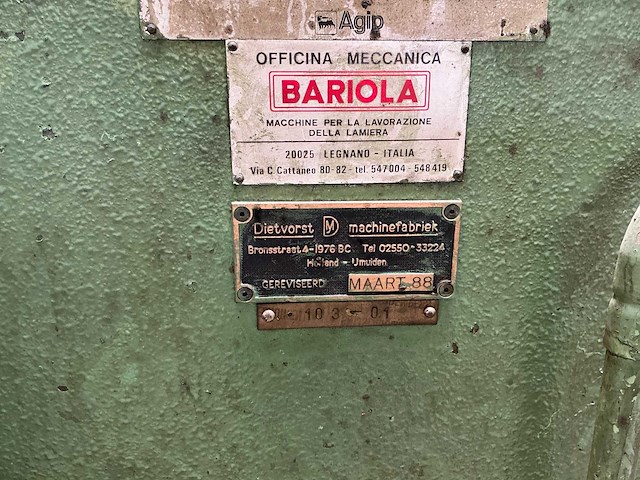 Agip
OFFICINA MECCANICA
BARIOLA
MACCHINE PER LA LAVORAZIONE
DELLA LAMIERA
20025 LEGNANO - ITALIA
Via C. Cattaneo 80-82 - tel. 547004 - 548419
Dietvorst DM machinefabriek
Bronsstraat 4-1976 BC Tel 02550-33224
Holland - IJmuiden
GEREVISEERD MAART 88
103-01